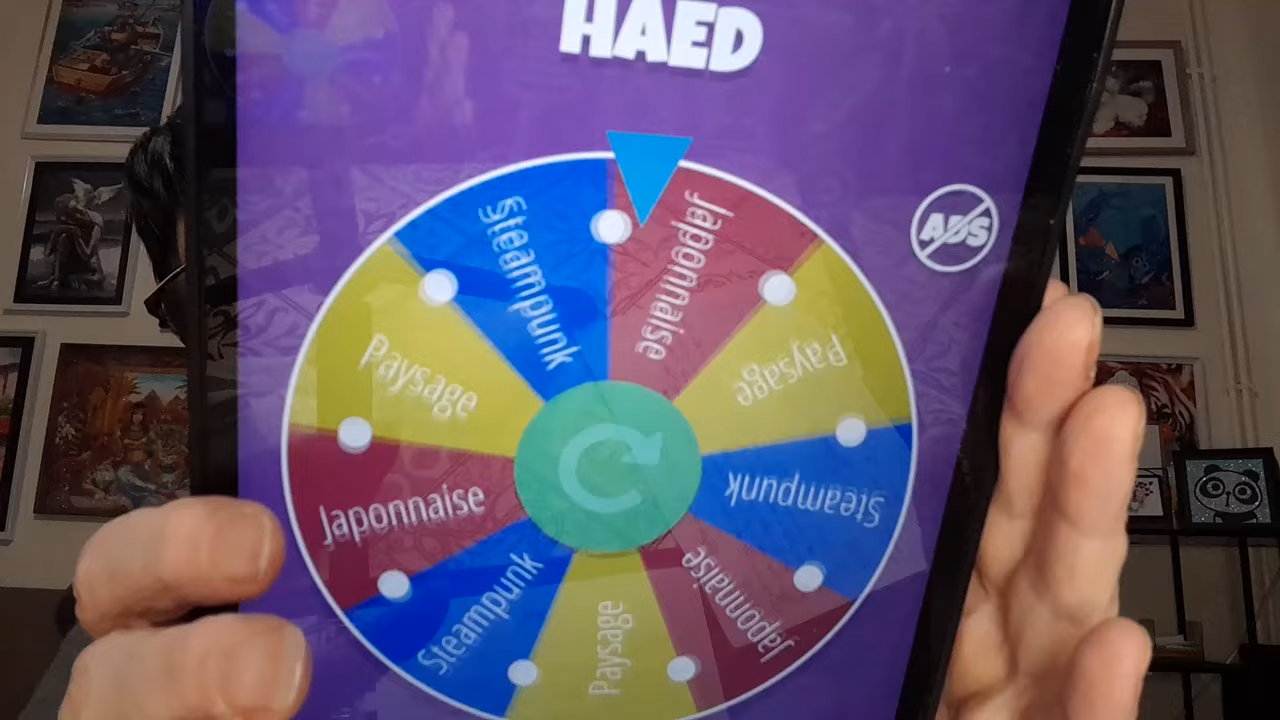 HAED
ADS
Steampunk
Japonnaise
Paysage
Paysage
Japonnaise
Steampunk
Steampunk
Paysage
Japonnaise